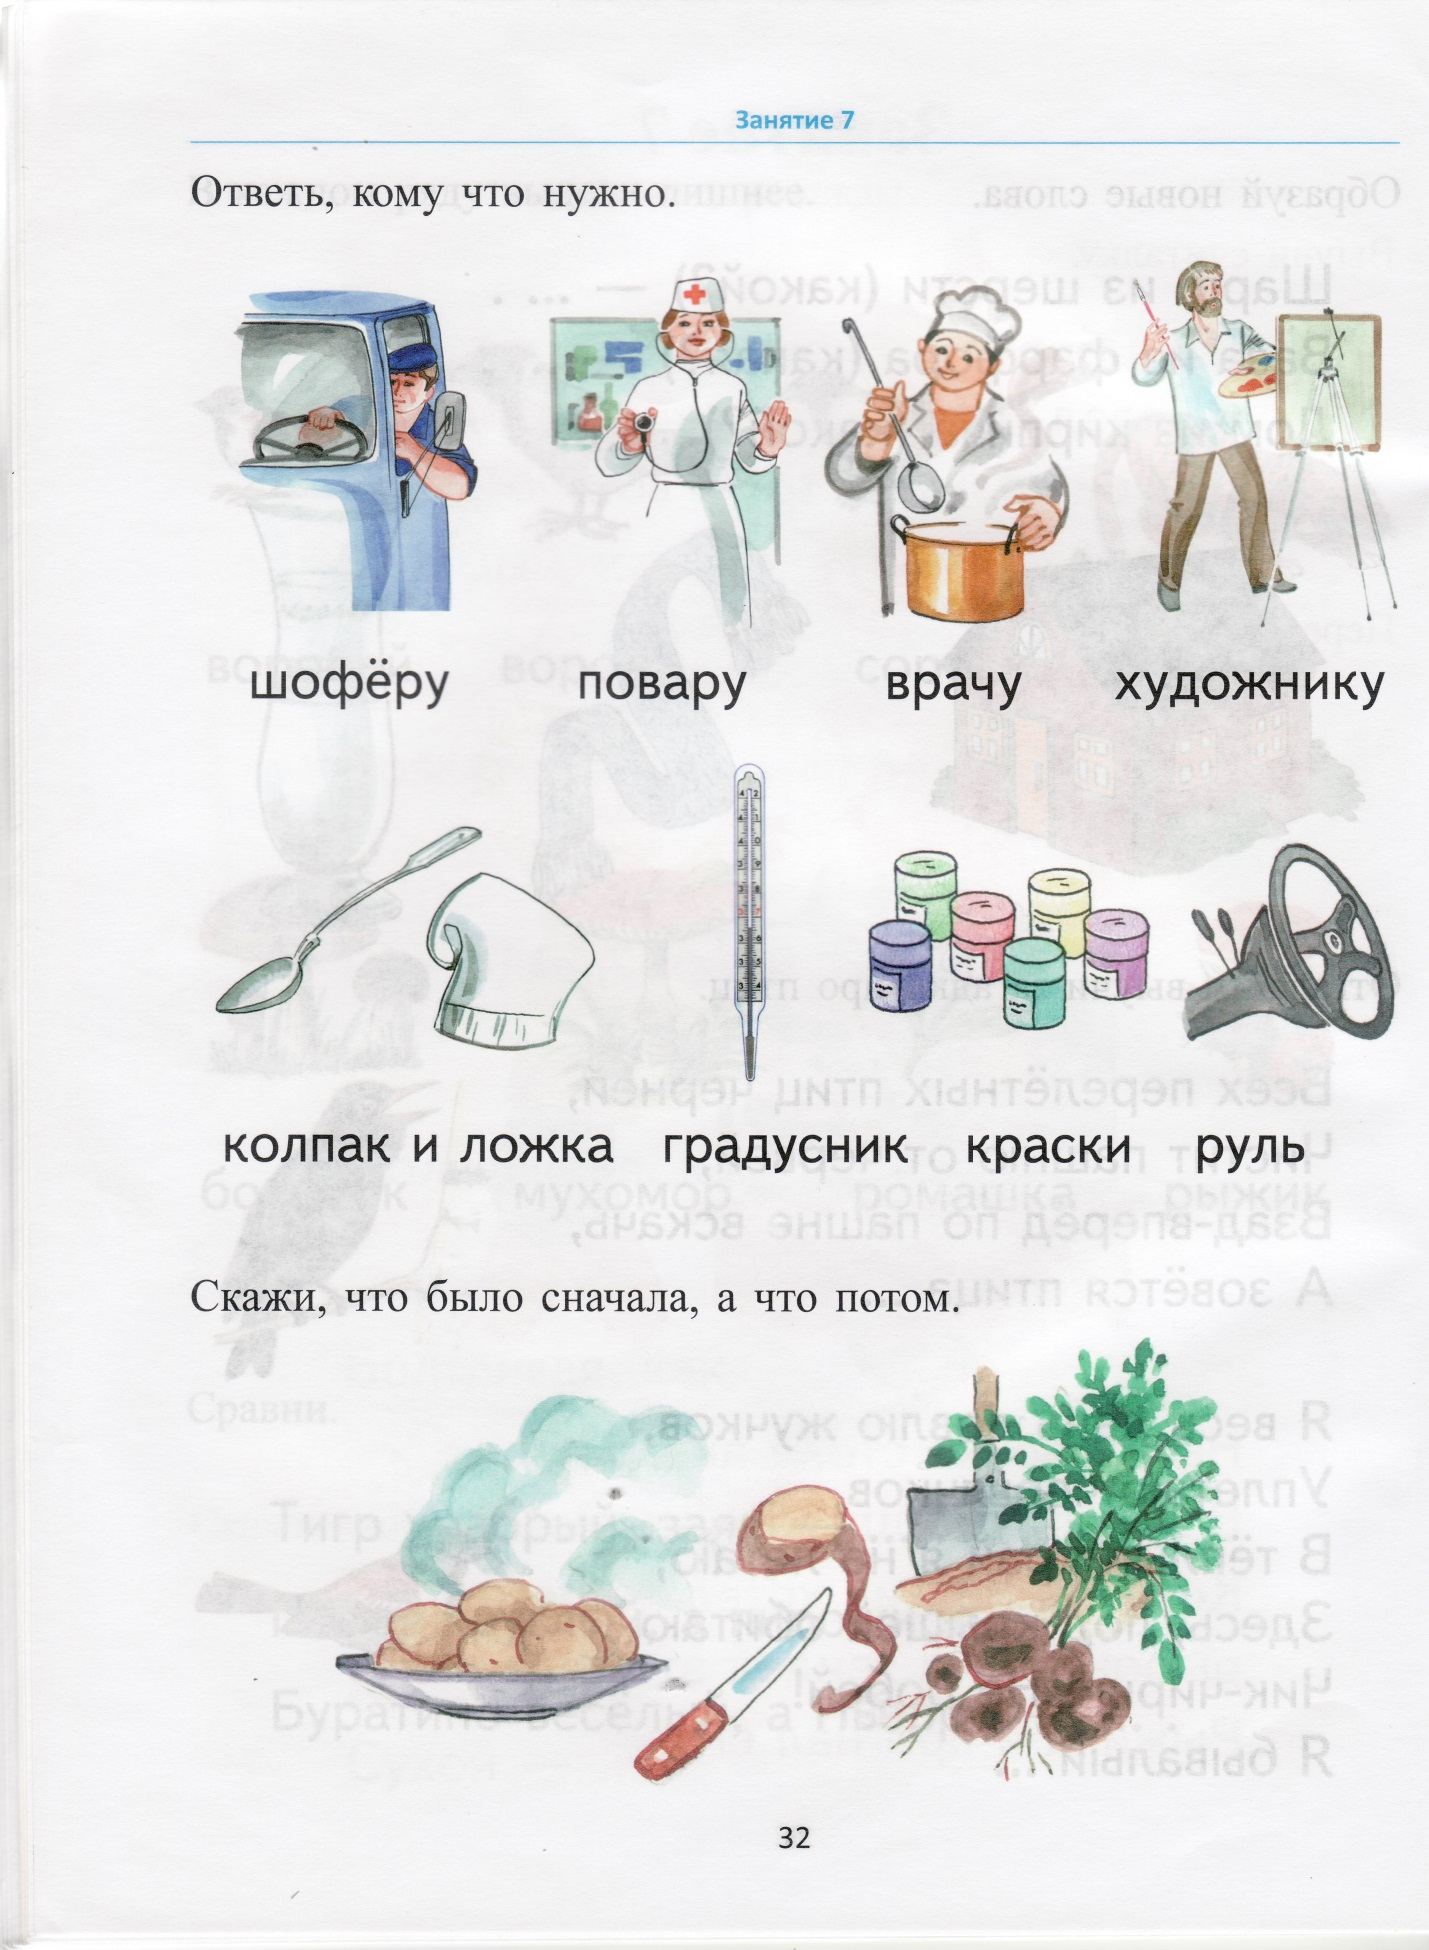 Занятие 7
Ответь, кому что нужно.
шофёру повару врачу художнику
колпак и ложка градусник краски руль
Скажи, что было сначала, а что потом.
32